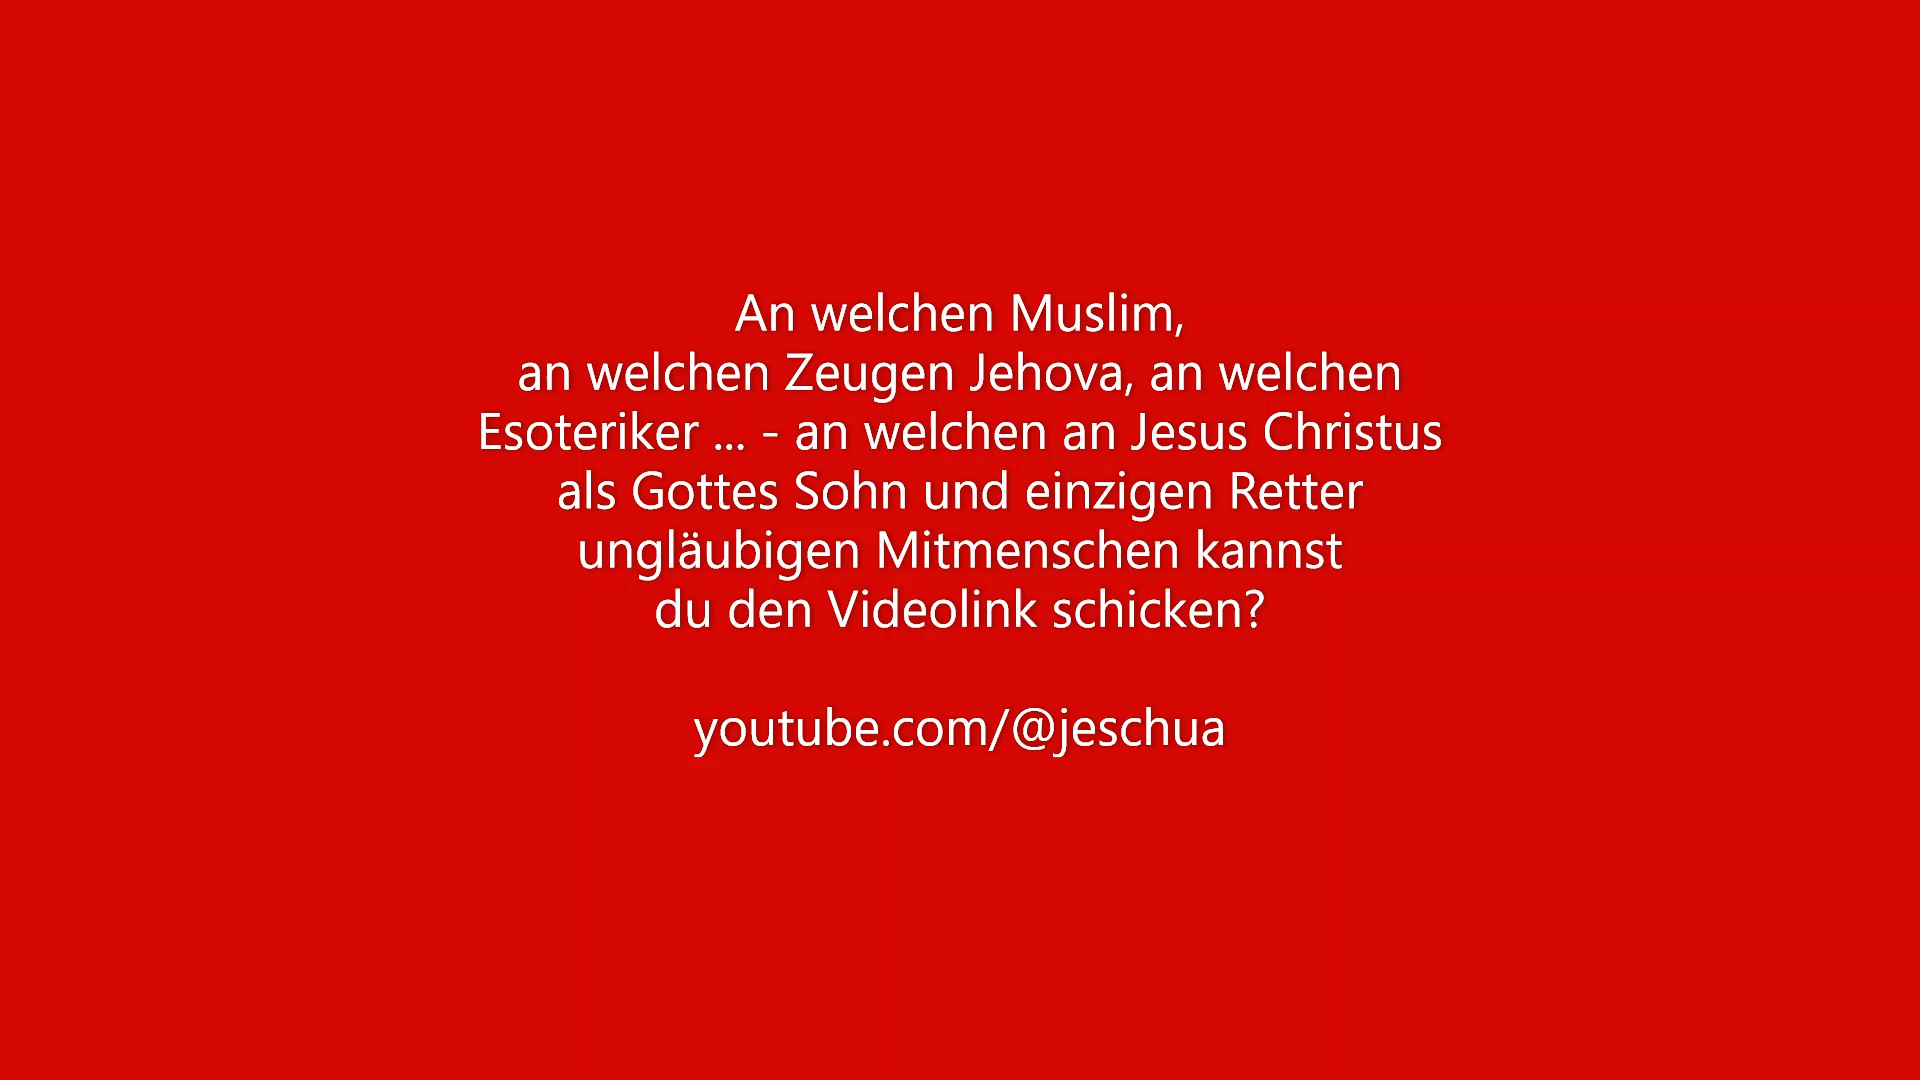 An welchen Muslim,
an welchen Zeugen Jehova, an welchen
Esoteriker ... - an welchen an Jesus Christus
als Gottes Sohn und einzigen Retter
ungläubigen Mitmenschen kannst
du den Videolink schicken?
youtube.com/@jeschua